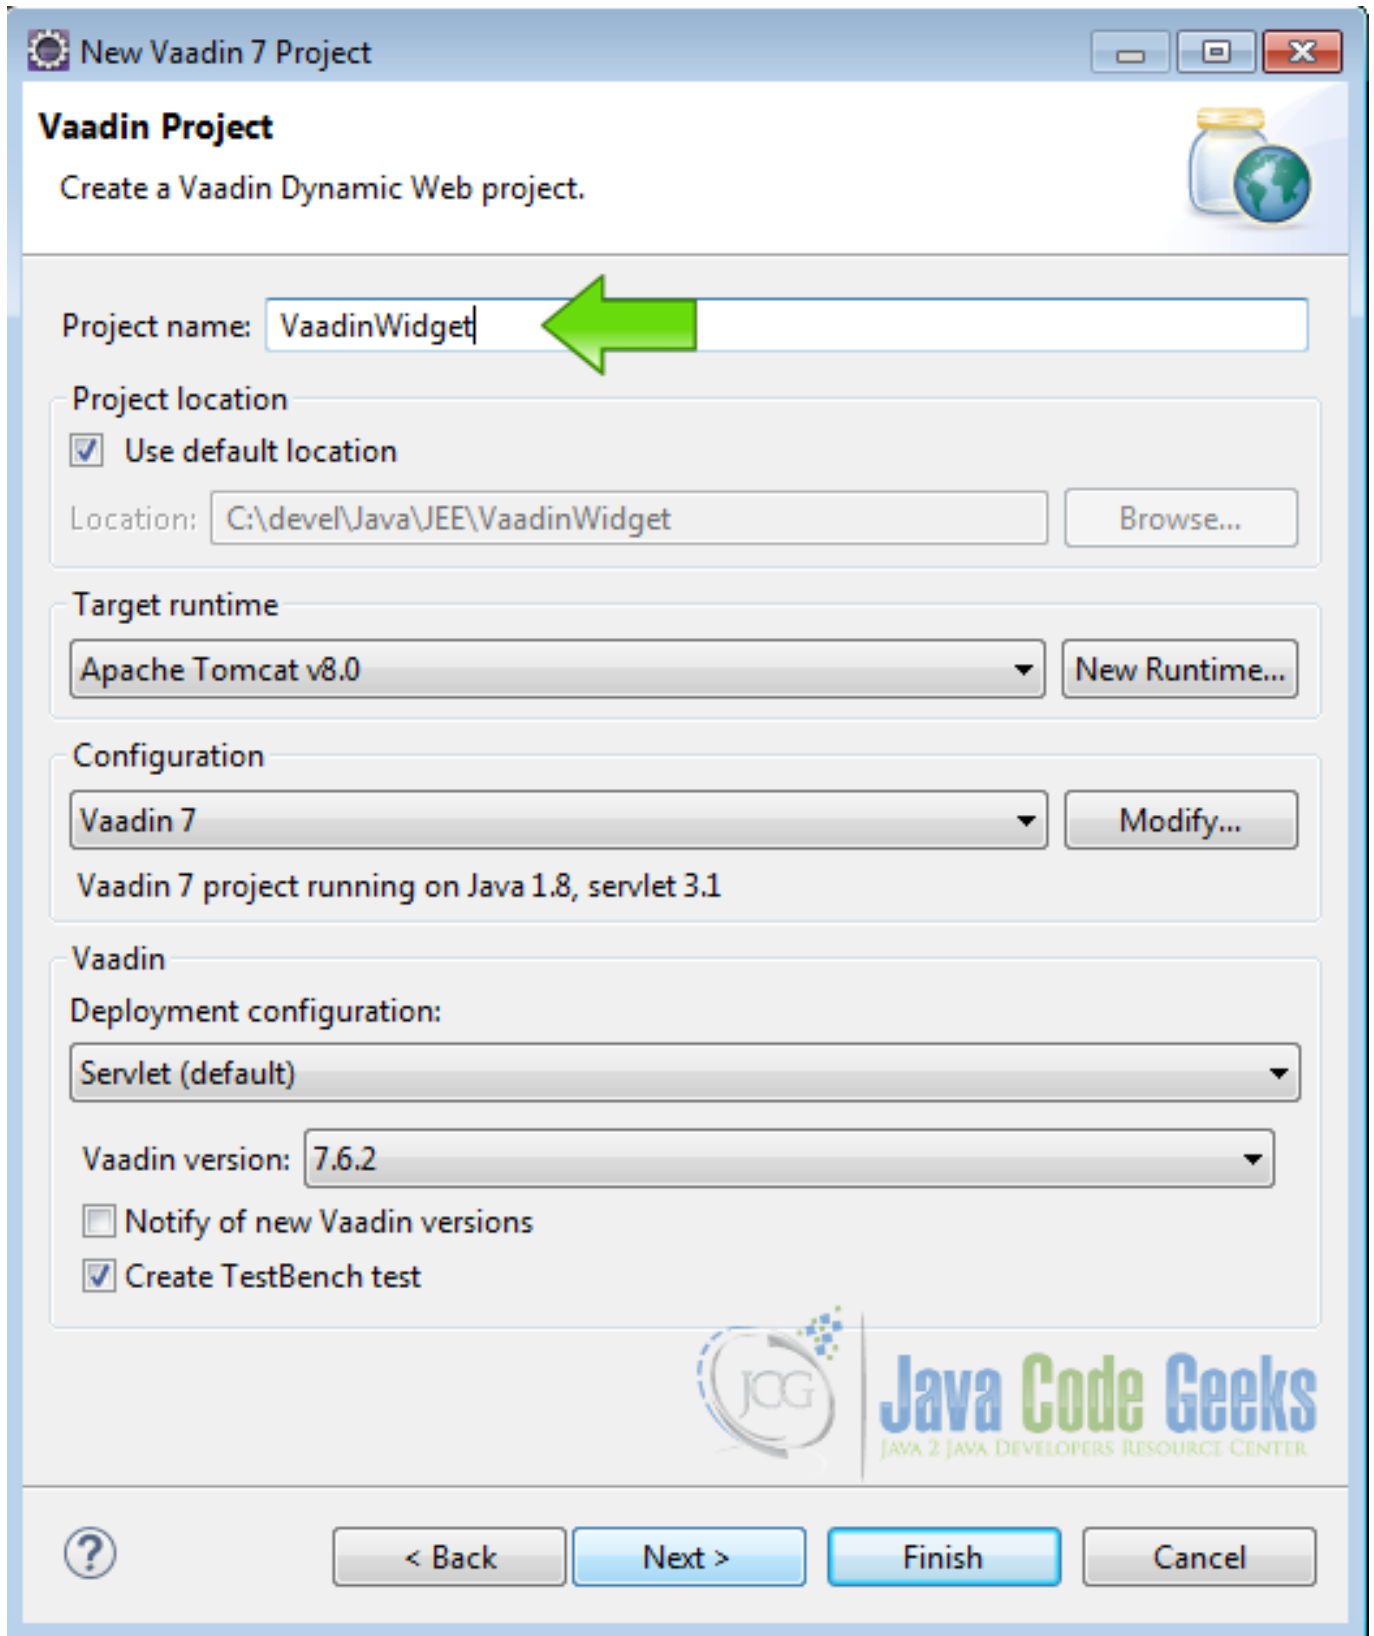 New Vaadin 7 Project
Vaadin Project
Create a Vaadin Dynamic Web project.
Project name: VaadinWidget
Project location
Use default location
Location: C:\devel\Java\JEE\VaadinWidget Browse...
Target runtime
Apache Tomcat v8.0 New Runtime...
Configuration
Vaadin 7 Modify...
Vaadin 7 project running on Java 1.8, servlet 3.1
Vaadin
Deployment configuration:
Servlet (default)
Vaadin version: 7.6.2
Notify of new Vaadin versions
Create TestBench test
JCG Java Code Geeks
JAVA 2 JAVA DEVELOPERS RESOURCE CENTER
? < Back Next > Finish Cancel